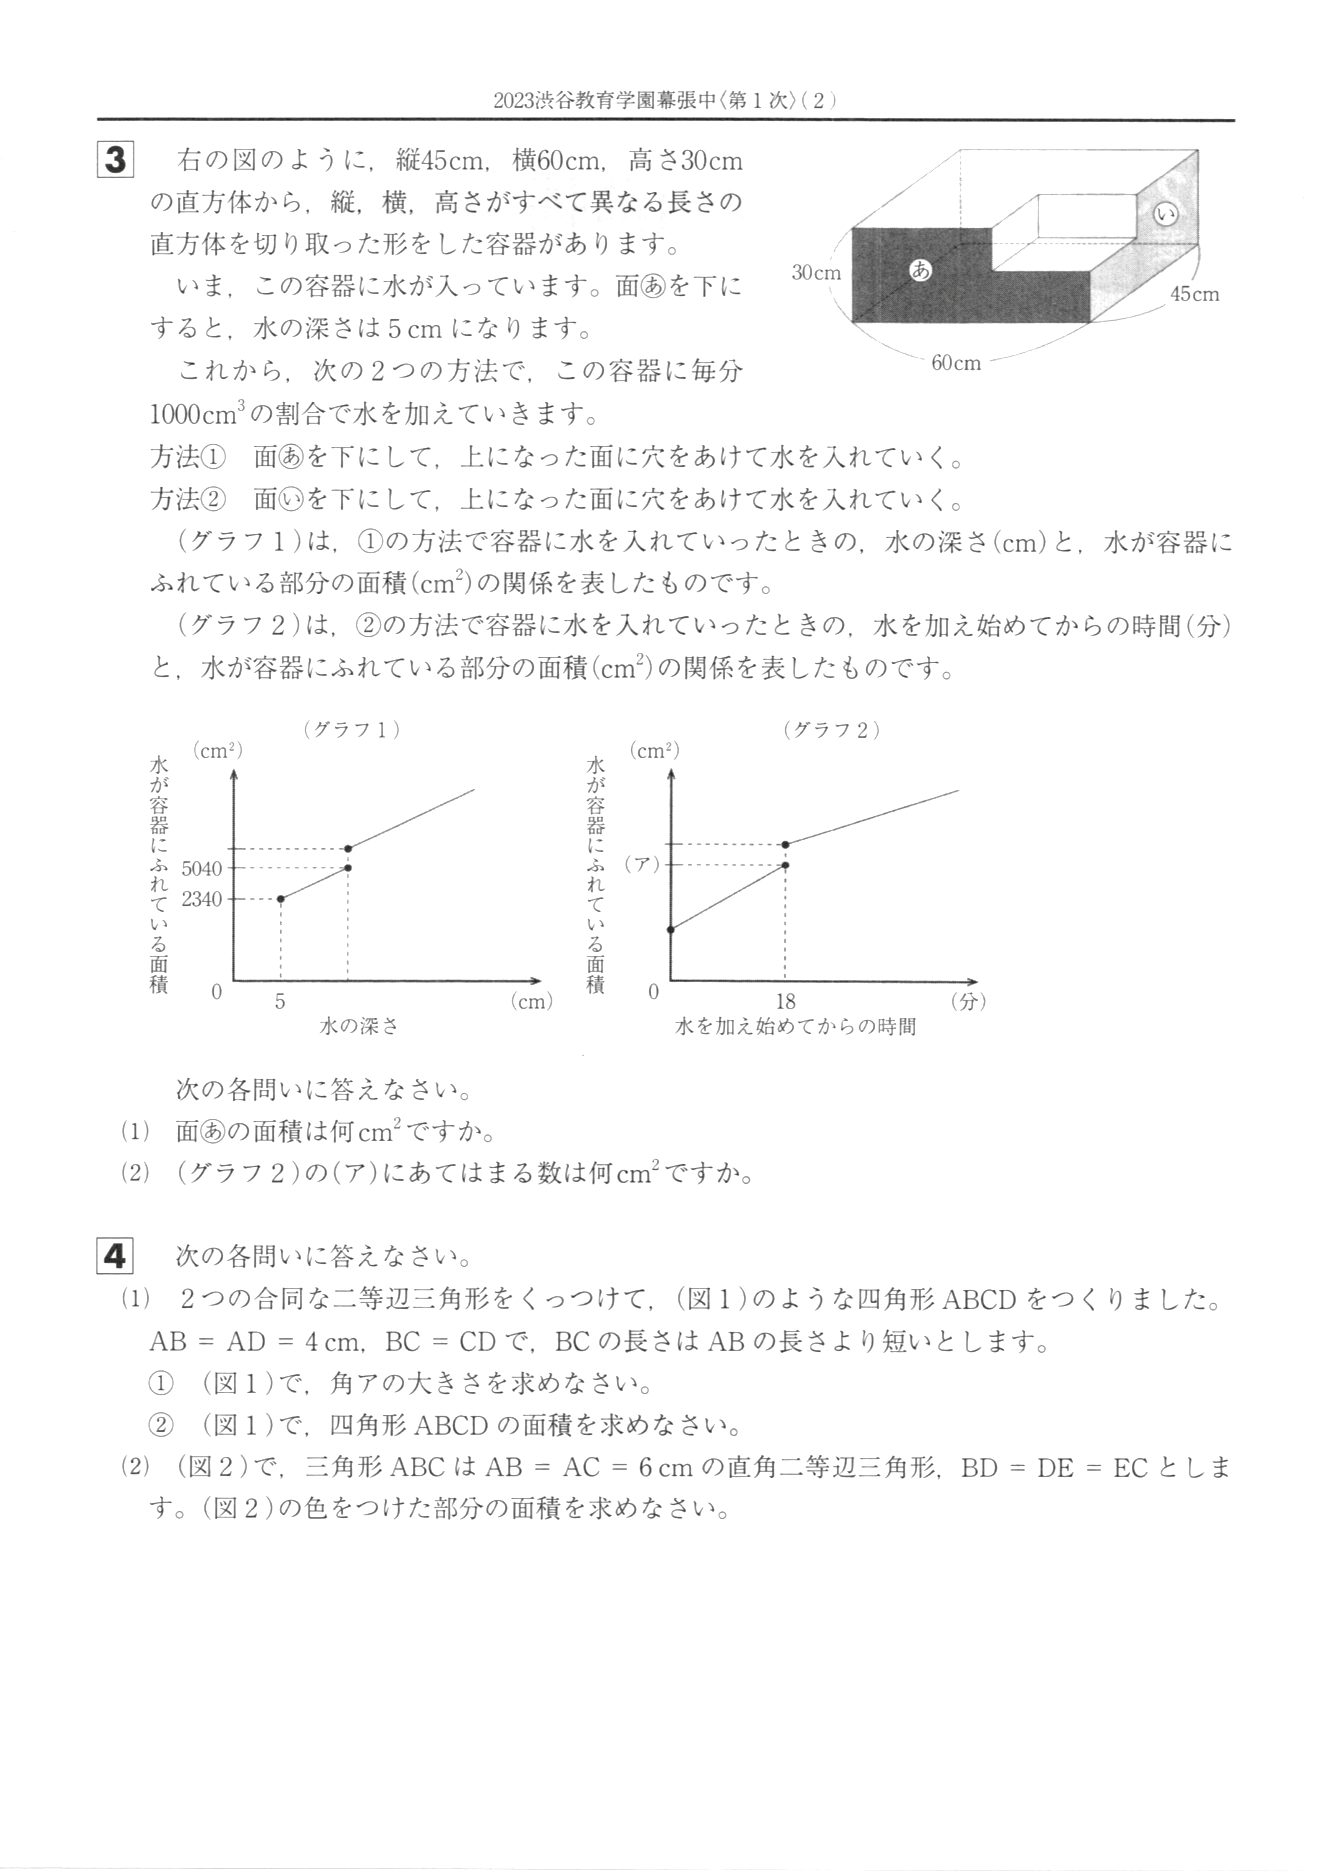 2023渋谷教育学園幕張中〈第1次〉(2)
3 右の図のように，縦45cm，横60cm，高さ30cm
の直方体から，縦，横，高さがすべて異なる長さの
直方体を切り取った形をした容器があります。
いま，この容器に水が入っています。面㋐を下に
すると，水の深さは5cmになります。
これから，次の2つの方法で，この容器に毎分
1000cm³の割合で水を加えていきます。
あ
い
30cm
45cm
60cm
方法① 面あを下にして，上になった面に穴をあけて水を入れていく。
方法② 面いを下にして，上になった面に穴をあけて水を入れていく。
(グラフ1)は，①の方法で容器に水を入れていったときの，水の深さ(cm)と，水が容器に
ふれている部分の面積(cm²)の関係を表したものです。
(グラフ2)は，②の方法で容器に水を入れていったときの，水を加え始めてからの時間(分)
と，水が容器にふれている部分の面積(cm²)の関係を表したものです。
(グラフ1)
(cm²)
水が容器にふれている面積
5040
2340
0
5
(cm)
水の深さ
(グラフ2)
(cm²)
水が容器にふれている面積
(ア)
0
18
(分)
水を加え始めてからの時間
次の各問いに答えなさい。
(1) 面あの面積は何cm²ですか。
(2) (グラフ2)の(ア)にあてはまる数は何cm²ですか。
4 次の各問いに答えなさい。
(1) 2つの合同な二等辺三角形をくっつけて，(図1)のような四角形ABCDをつくりました。
AB = AD = 4cm，BC = CDで，BCの長さはABの長さより短いとします。
① (図1)で，角アの大きさを求めなさい。
② (図1)で，四角形ABCDの面積を求めなさい。
(2) (図2)で，三角形ABCはAB = AC = 6cmの直角二等辺三角形，BD = DE = ECとしま
す。(図2)の色をつけた部分の面積を求めなさい。